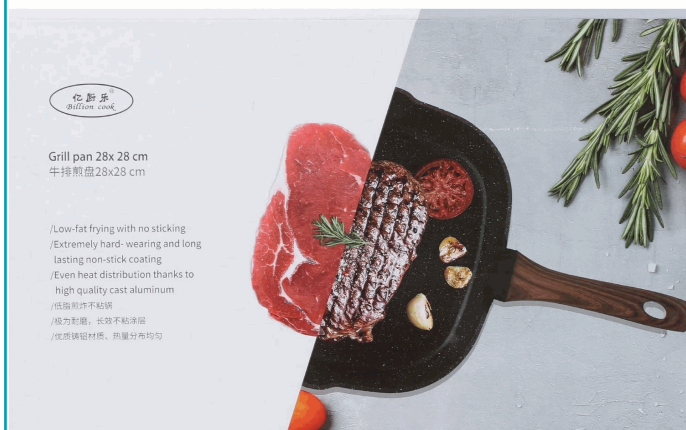 亿厨乐®
Billion cook
Grill pan 28x 28 cm
牛排煎盘28x28 cm
/Low-fat frying with no sticking
/Extremely hard- wearing and long
lasting non-stick coating
/Even heat distribution thanks to
high quality cast aluminum
/低脂煎炸不粘锅
/极为耐磨，长效不粘涂层
/优质铸铝材质、热量分布均匀